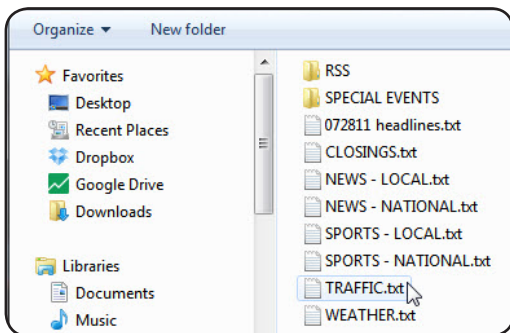 Organize New folder
Favorites
Desktop
Recent Places
Dropbox
Google Drive
Downloads
Libraries
Documents
Music
RSS
SPECIAL EVENTS
072811 headlines.txt
CLOSINGS.txt
NEWS - LOCAL.txt
NEWS - NATIONAL.txt
SPORTS - LOCAL.txt
SPORTS - NATIONAL.txt
TRAFFIC.txt
WEATHER.txt